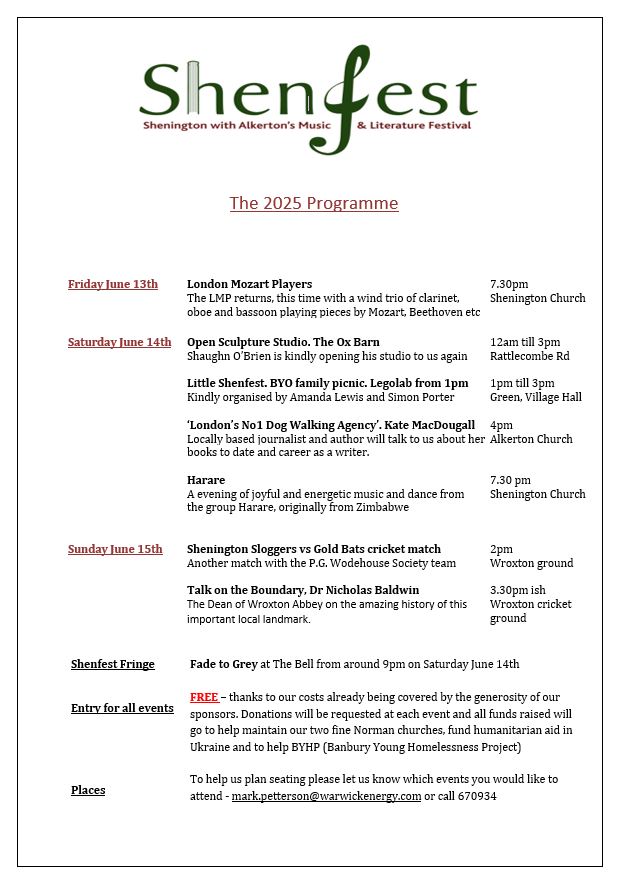 Shenfest
Shenington with Alkerton's Music & Literature Festival
The 2025 Programme
Friday June 13th London Mozart Players 7.30pm
The LMP returns, this time with a wind trio of clarinet, Shenington Church
oboe and bassoon playing pieces by Mozart, Beethoven etc
Saturday June 14th Open Sculpture Studio. The Ox Barn 12am till 3pm
Shaughn O'Brien is kindly opening his studio to us again Rattlecombe Rd
Little Shenfest. BYO family picnic. Legolab from 1pm 1pm till 3pm
Kindly organised by Amanda Lewis and Simon Porter Green, Village Hall
'London's No1 Dog Walking Agency'. Kate MacDougall 4pm
Locally based journalist and author will talk to us about her Alkerton Church
books to date and career as a writer.
Harare 7.30 pm
A evening of joyful and energetic music and dance from Shenington Church
the group Harare, originally from Zimbabwe
Sunday June 15th Shenington Sloggers vs Gold Bats cricket match 2pm
Another match with the P.G. Wodehouse Society team Wroxton ground
Talk on the Boundary, Dr Nicholas Baldwin 3.30pm ish
The Dean of Wroxton Abbey on the amazing history of this Wroxton cricket
important local landmark. ground
Shenfest Fringe Fade to Grey at The Bell from around 9pm on Saturday June 14th
FREE – thanks to our costs already being covered by the generosity of our
Entry for all events sponsors. Donations will be requested at each event and all funds raised will
go to help maintain our two fine Norman churches, fund humanitarian aid in
Ukraine and to help BYHP (Banbury Young Homelessness Project)
To help us plan seating please let us know which events you would like to
Places attend - mark.petterson@warwickenergy.com or call 670934